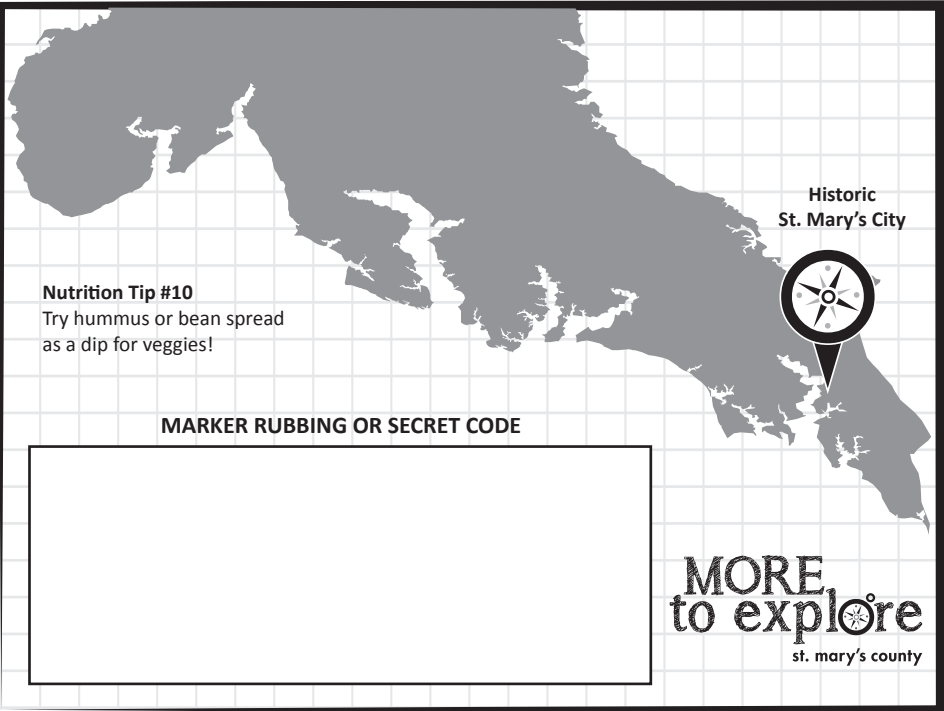 Historic
St. Mary's City
Nutrition Tip #10
Try hummus or bean spread
as a dip for veggies!
MARKER RUBBING OR SECRET CODE
MORE
to explore
st. mary's county